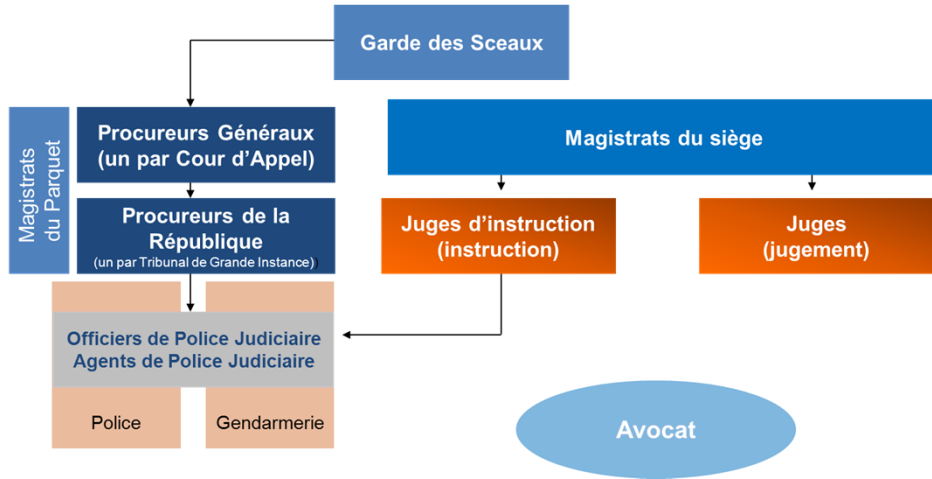 Garde des Sceaux
Magistrats
du Parquet
Procureurs Généraux
(un par Cour d'Appel)
Procureurs de la
République
(un par Tribunal de Grande Instance))
Magistrats du siège
Juges d'instruction
(instruction)
Juges
(jugement)
Officiers de Police Judiciaire
Agents de Police Judiciaire
Police
Gendarmerie
Avocat